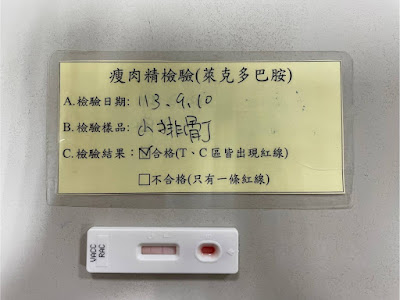 瘦肉精檢驗(萊克多巴胺)
A.檢驗日期: 113.9.10
B.檢驗樣品: 小排骨丁
C.檢驗結果: ☑合格(T、C區皆出現紅線)
□不合格(只有一條紅線)
VACC
RAC